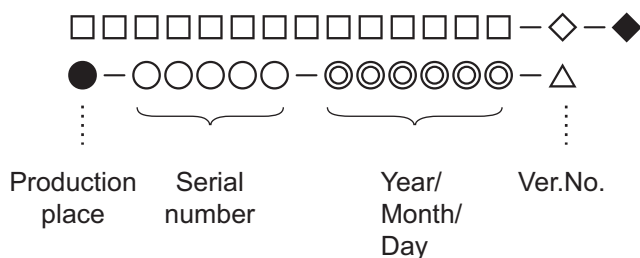 □□□□□□□□□□□□□□–◇–◆
●–○○○○○–◎◎◎◎◎◎–△
Production place
Serial number
Year/
Month/
Day
Ver.No.